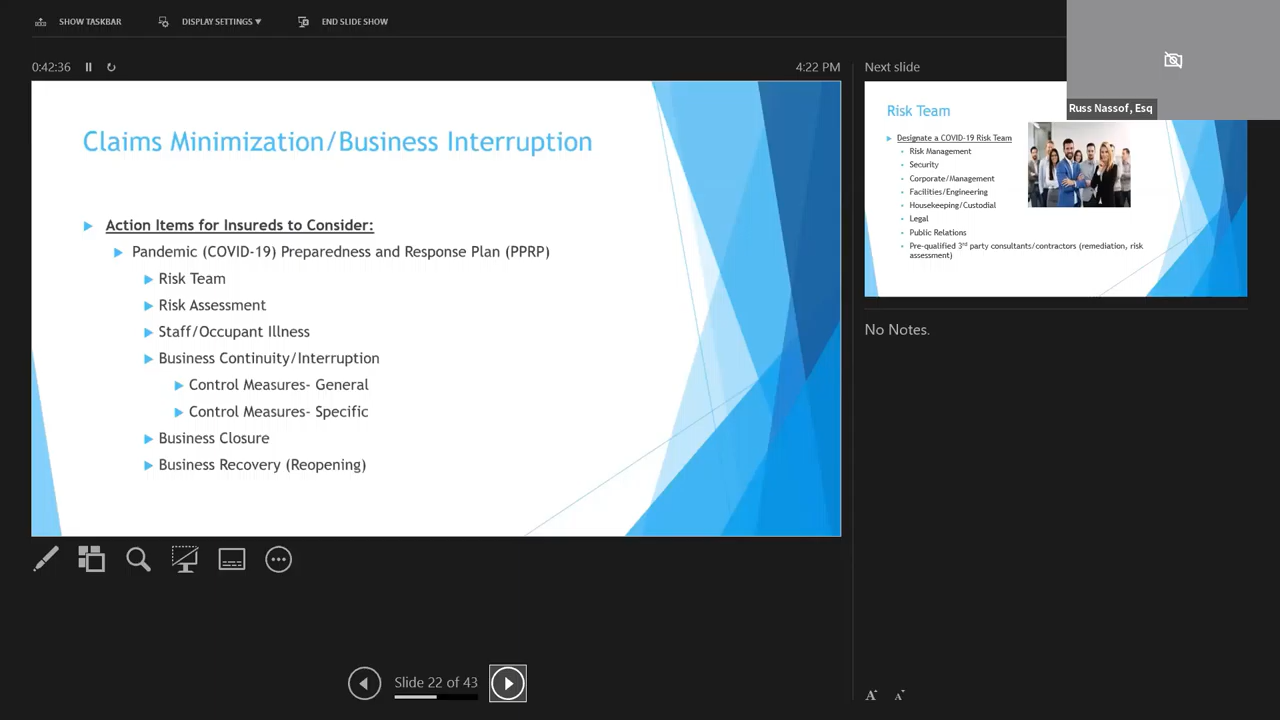 SHOW TASKBAR
DISPLAY SETTINGS
END SLIDE SHOW
0:42:36
4:22 PM
Claims Minimization/Business Interruption
Action Items for Insureds to Consider:
Pandemic (COVID-19) Preparedness and Response Plan (PPRP)
Risk Team
Risk Assessment
Staff/Occupant Illness
Business Continuity/Interruption
Control Measures- General
Control Measures- Specific
Business Closure
Business Recovery (Reopening)
Slide 22 of 43
Next slide
Russ Nassof, Esq
Risk Team
Designate a COVID-19 Risk Team
Risk Management
Security
Corporate/Management
Facilities/Engineering
Housekeeping/Custodial
Legal
Public Relations
Pre-qualified 3rd party consultants/contractors (remediation, risk
assessment)
No Notes.
A A